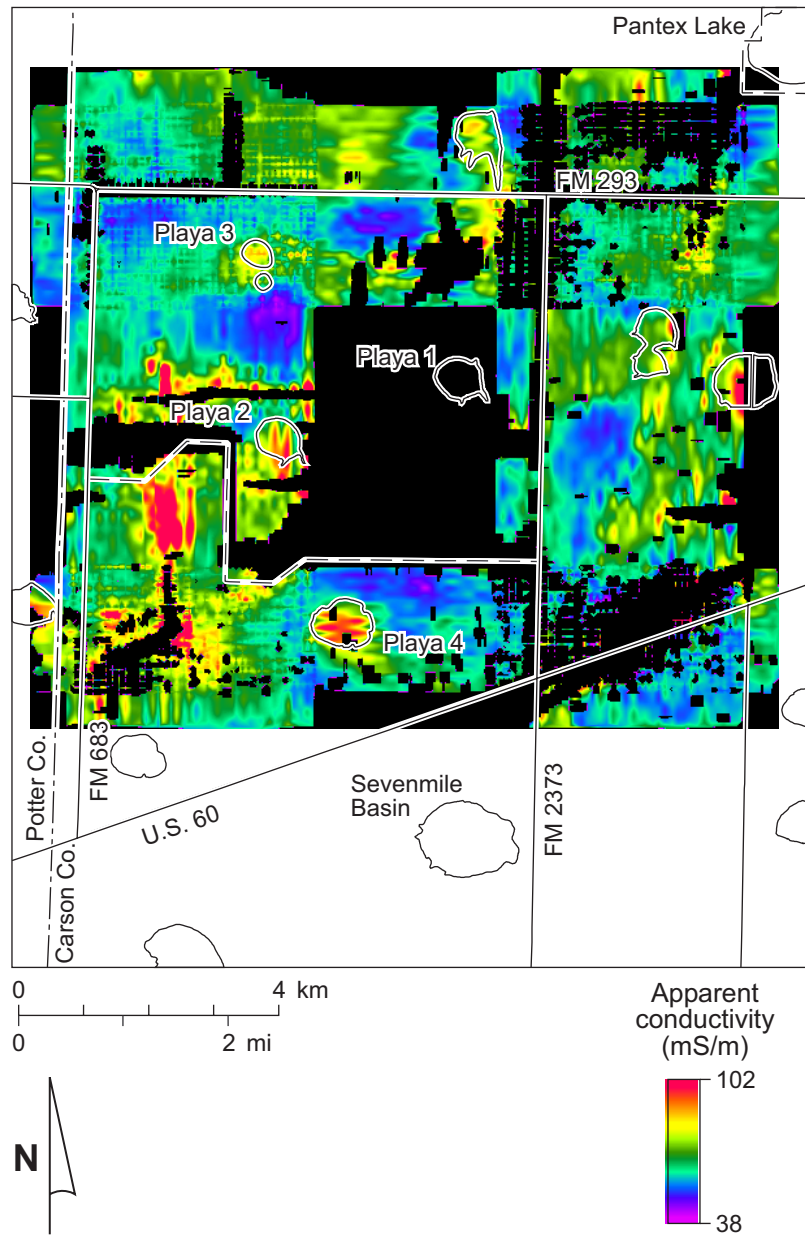 Pantex Lake
FM 293
Playa 3
Playa 1
Playa 2
Playa 4
Potter Co.
Carson Co.
FM 683
U.S. 60
Sevenmile
Basin
FM 2373
0 4 km
0 2 mi
N
Apparent
conductivity
(mS/m)
102
38